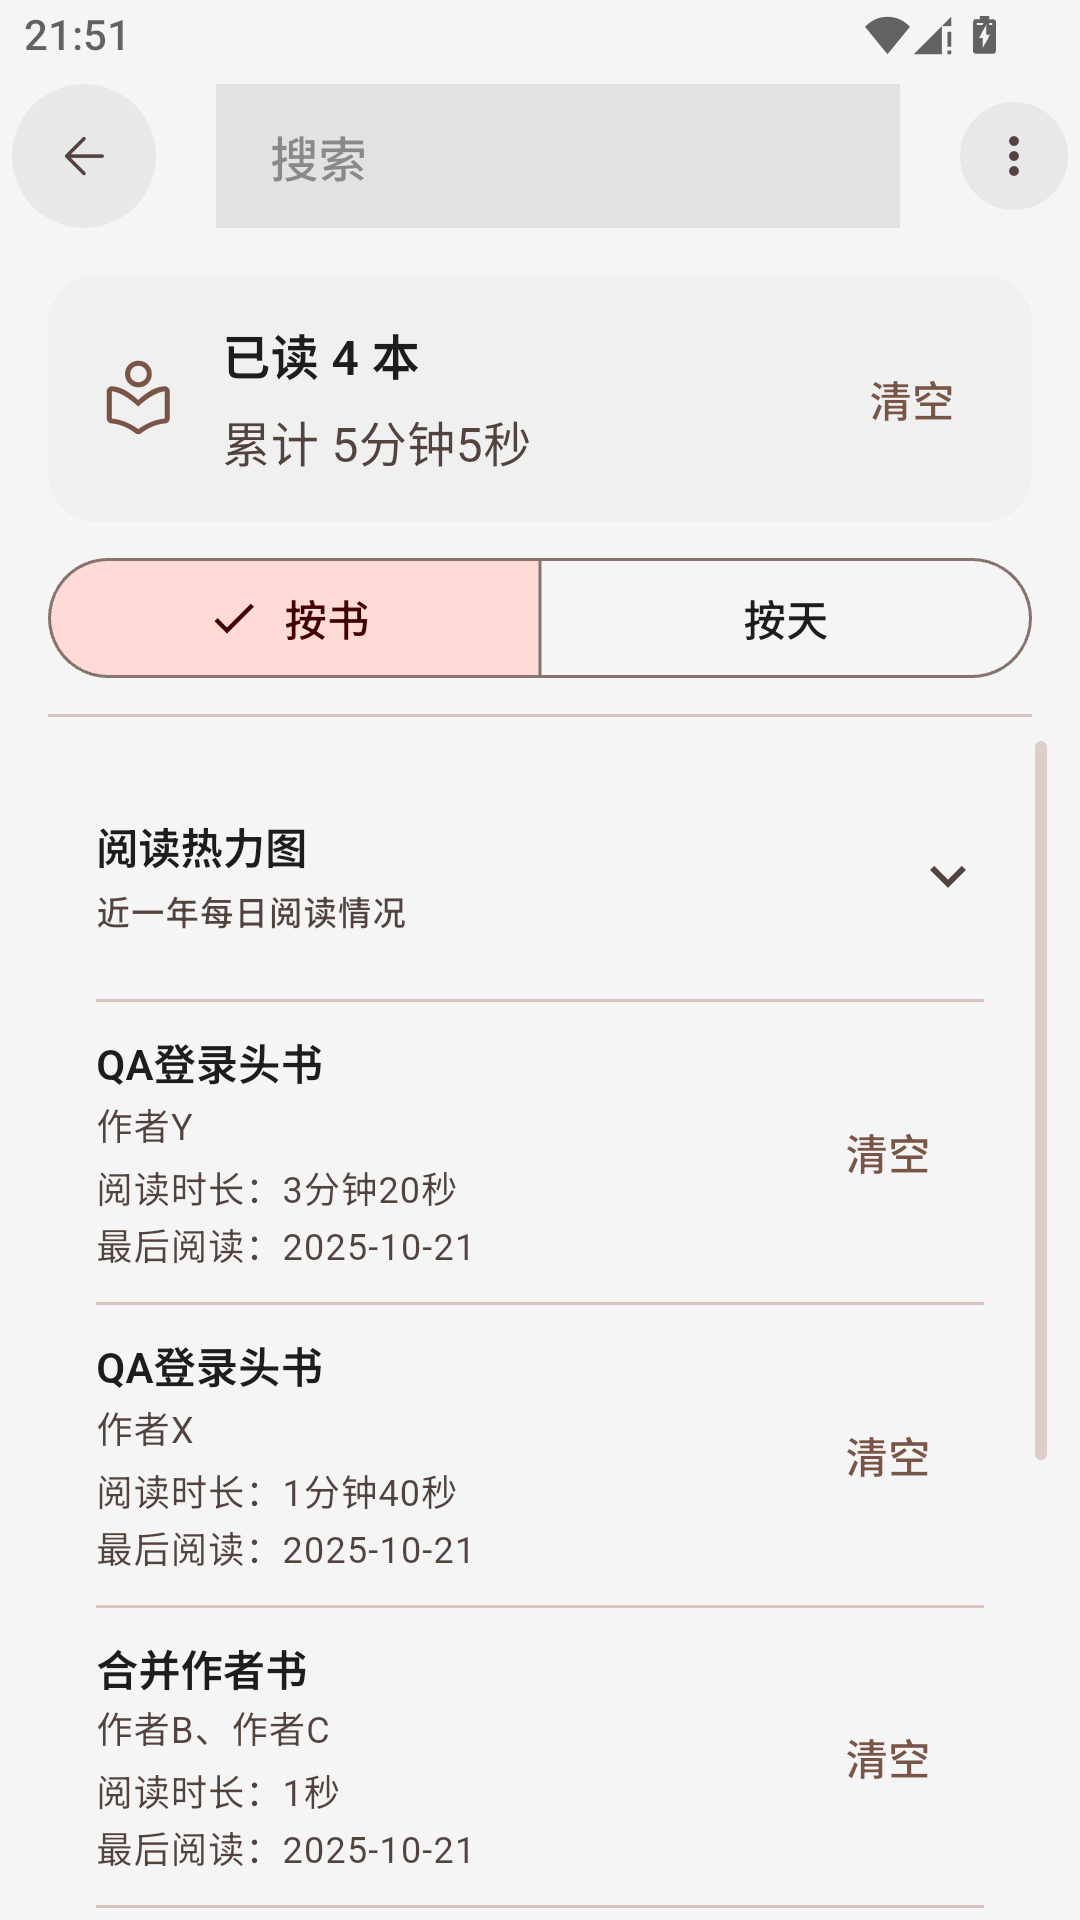 21:51
搜索
已读 4 本
累计 5分钟5秒
清空
按书
按天
阅读热力图
近一年每日阅读情况
QA登录头书
作者Y
阅读时长：3分钟20秒
最后阅读：2025-10-21
清空
QA登录头书
作者X
阅读时长：1分钟40秒
最后阅读：2025-10-21
清空
合并作者书
作者B、作者C
阅读时长：1秒
最后阅读：2025-10-21
清空